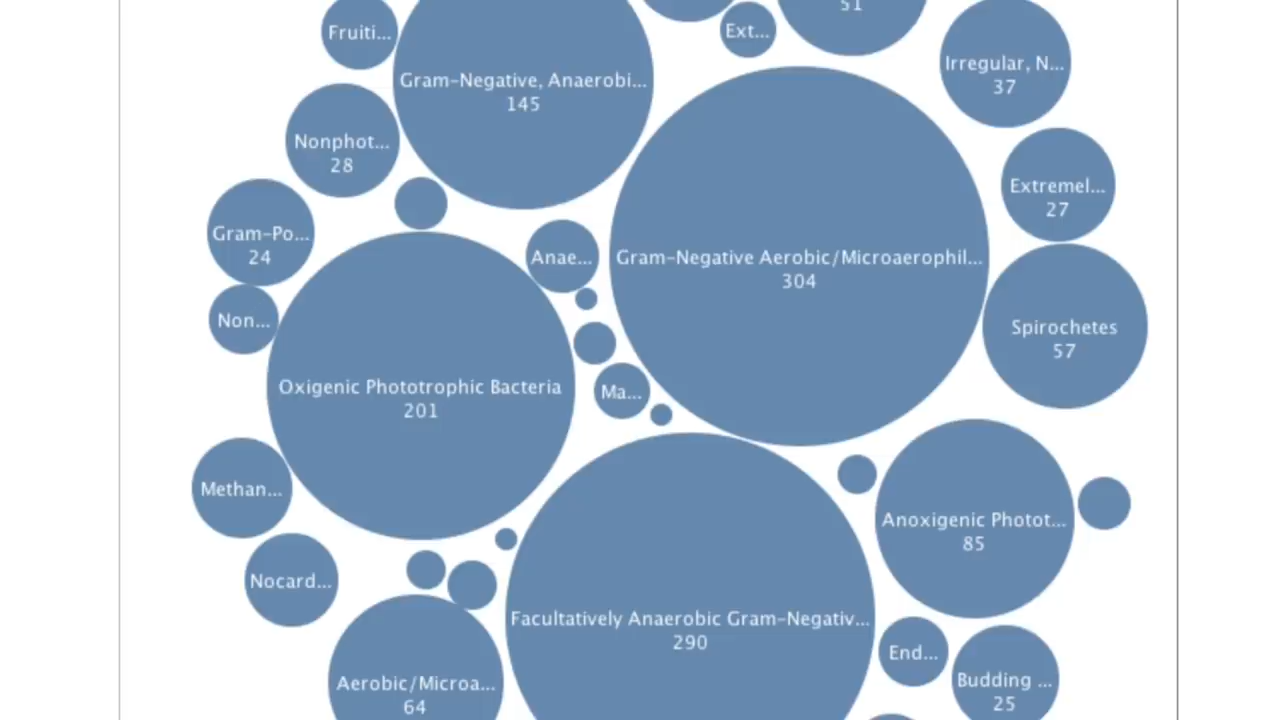 51
Ext...
Fruiti...
Irregular, N...
37
Gram-Negative, Anaerobi...
145
Nonphot...
28
Extremel...
27
Gram-Po...
24
Anae...
Gram-Negative Aerobic/Microaerophil...
304
Non...
Spirochetes
57
Oxigenic Phototrophic Bacteria
201
Ma...
Methan...
Anoxigenic Photot...
85
Nocard...
Facultatively Anaerobic Gram-Negativ...
290
End...
Aerobic/Microa...
64
Budding ...
25